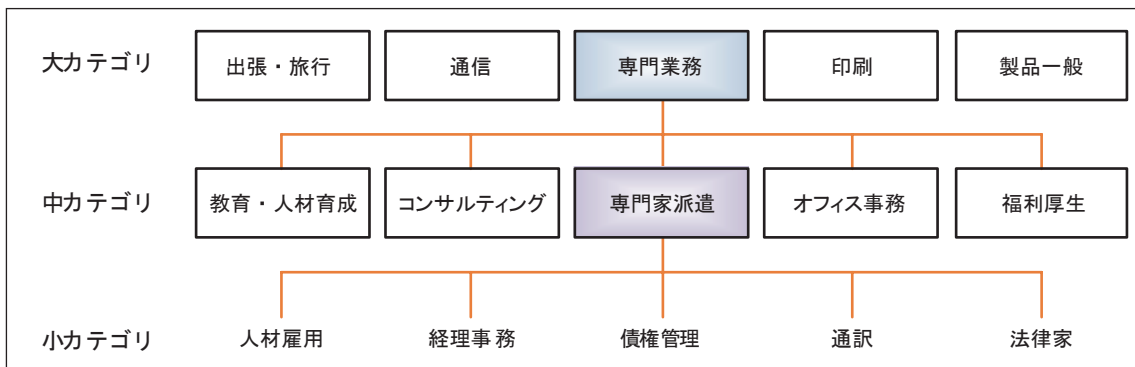 大カテゴリ 出張・旅行 通信 専門業務 印刷 製品一般
中カテゴリ 教育・人材育成 コンサルティング 専門家派遣 オフィス事務 福利厚生
小カテゴリ 人材雇用 経理事務 債権管理 通訳 法律家